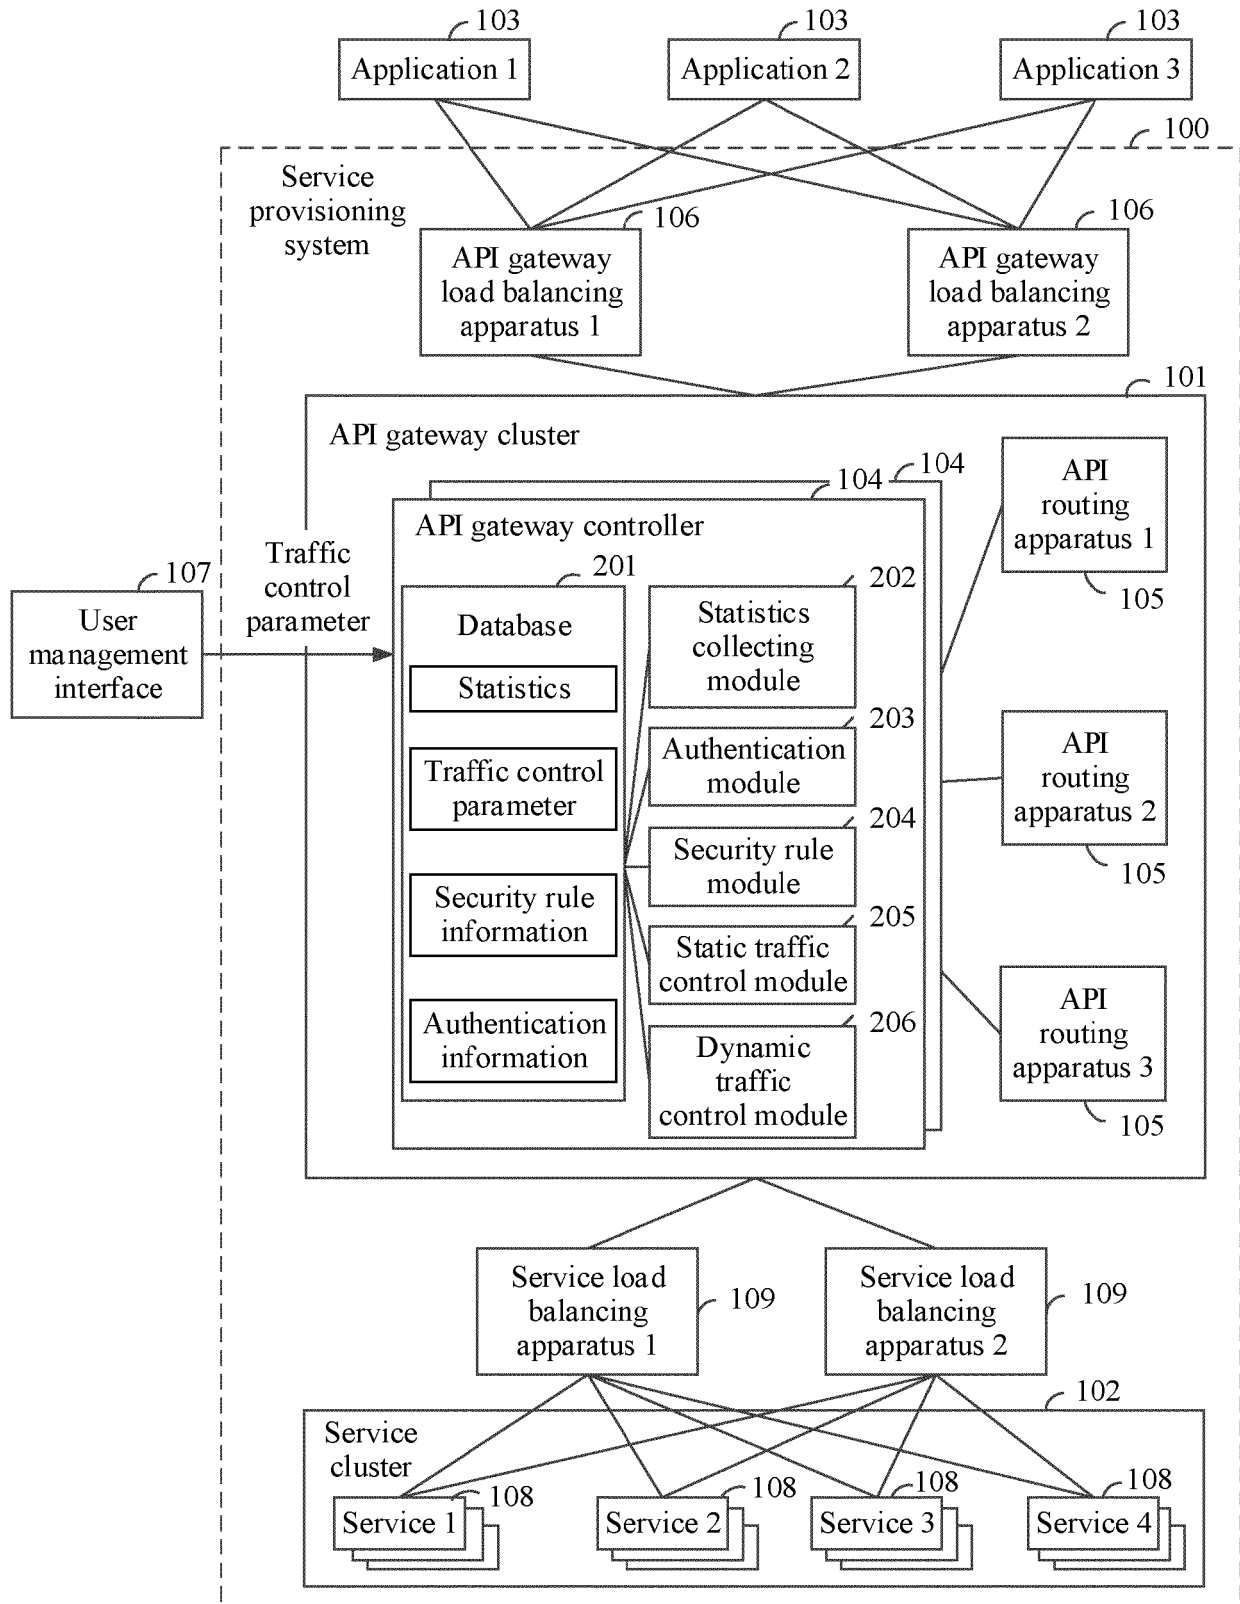 103
103
103
Application 1
Application 2
Application 3
100
Service
provisioning
system
106
106
API gateway
load balancing
apparatus 1
API gateway
load balancing
apparatus 2
101
API gateway cluster
104
104
API gateway controller
API
routing
apparatus 1
105
Traffic
control
parameter
107
User
management
interface
201
Database
Statistics
Traffic control
parameter
Security rule
information
Authentication
information
202
Statistics
collecting
module
203
Authentication
module
204
Security rule
module
205
Static traffic
control module
206
Dynamic
traffic
control module
API
routing
apparatus 2
105
API
routing
apparatus 3
105
Service load
balancing
apparatus 1
109
Service load
balancing
apparatus 2
109
102
Service
cluster
108
108
108
108
Service 1
Service 2
Service 3
Service 4